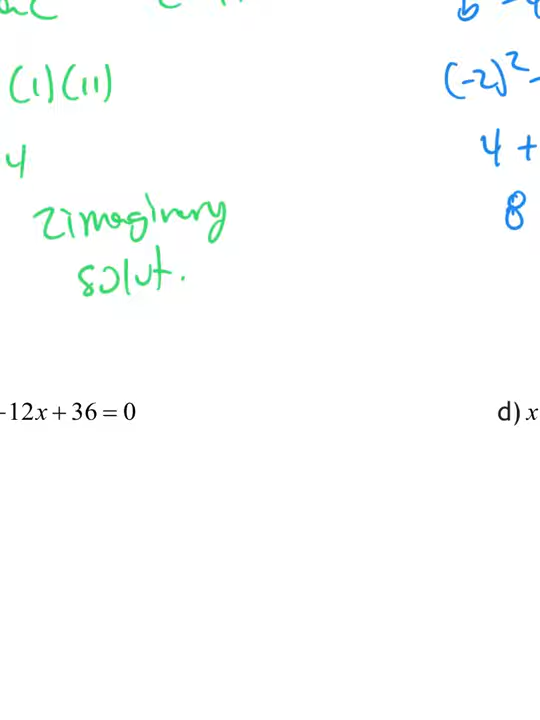 (1)(11)
(-2)²-
4
4 +
2 imaginary
8
solut.
-12x + 36 = 0
d) x